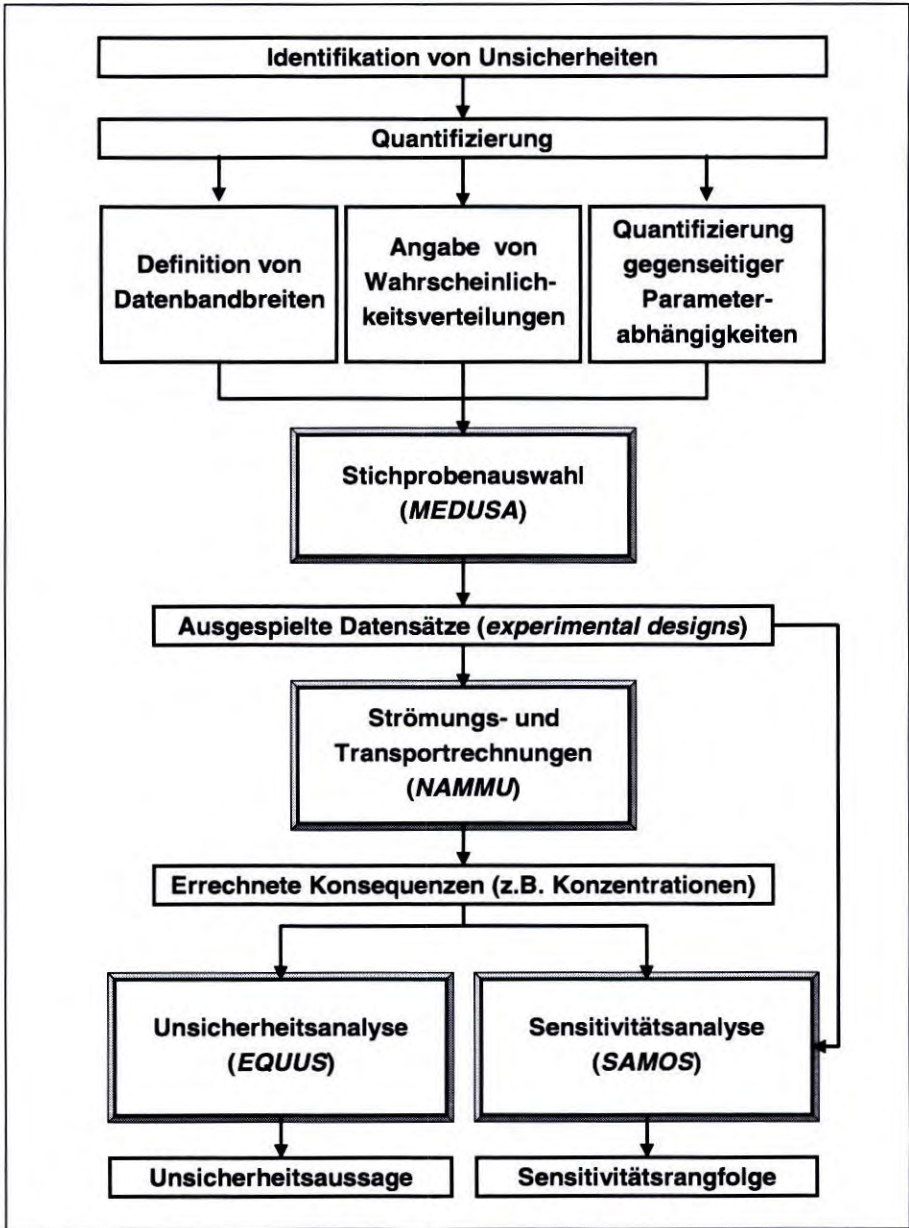 Identifikation von Unsicherheiten
Quantifizierung
Definition von
Datenbandbreiten
Angabe von
Wahrscheinlich-
keitsverteilungen
Quantifizierung
gegenseitiger
Parameter-
abhängigkeiten
Stichprobenauswahl
(MEDUSA)
Ausgespielte Datensätze (experimental designs)
Strömungs- und
Transportrechnungen
(NAMMU)
Errechnete Konsequenzen (z.B. Konzentrationen)
Unsicherheitsanalyse
(EQUUS)
Sensitivitätsanalyse
(SAMOS)
Unsicherheitsaussage
Sensitivitätsrangfolge